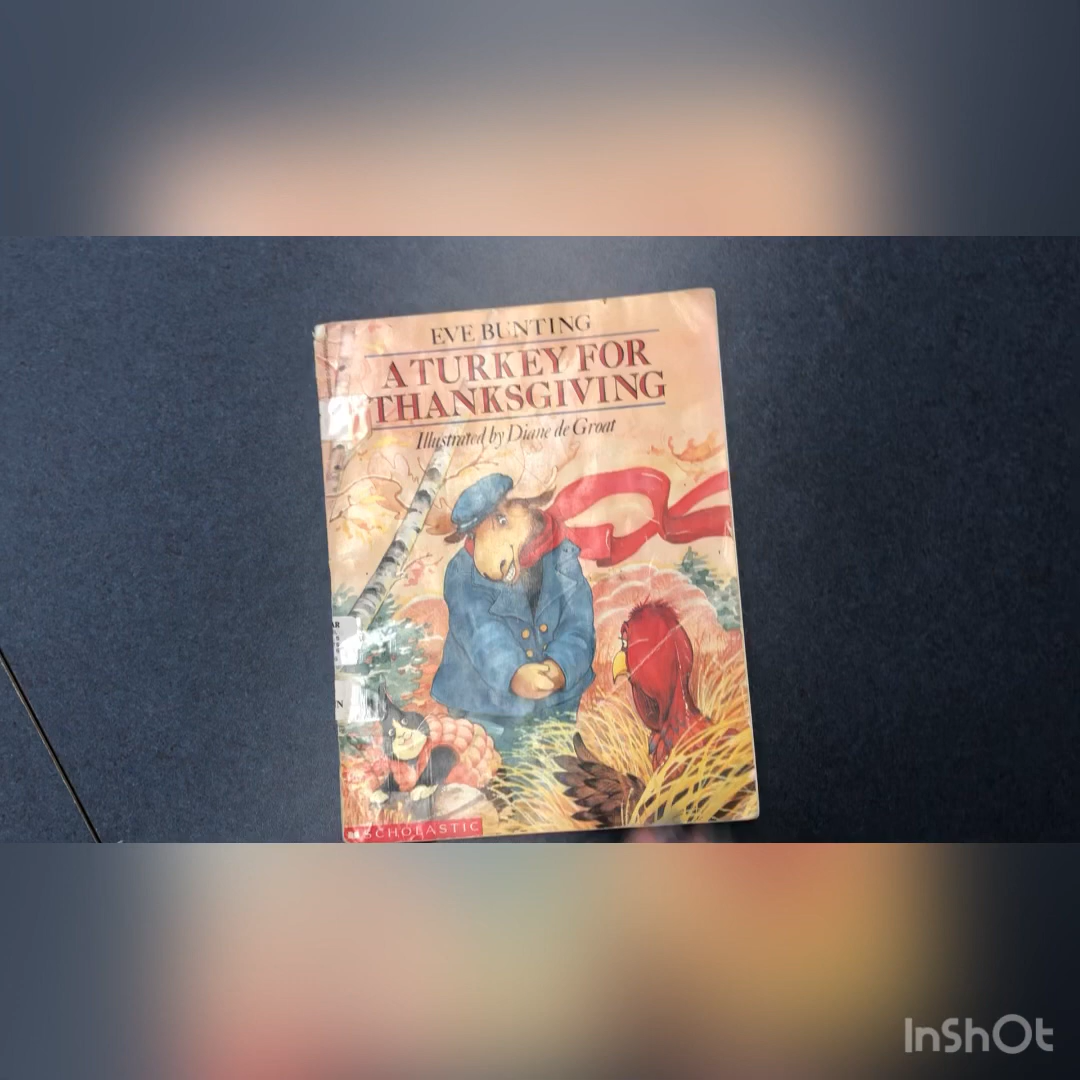 EVE BUNTING
A TURKEY FOR
THANKSGIVING
Illustrated by Diane de Groat
SCHOLASTIC
InShOt